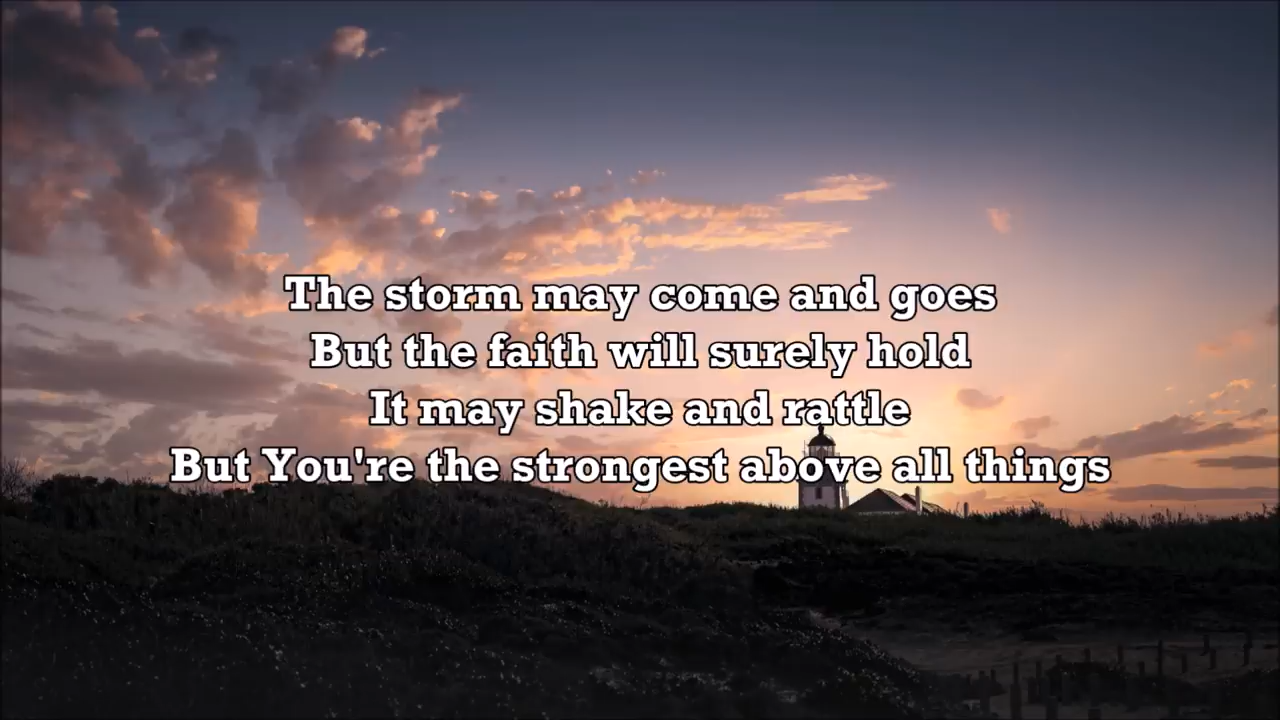 The storm may come and goes
But the faith will surely hold
It may shake and rattle
But You're the strongest above all things